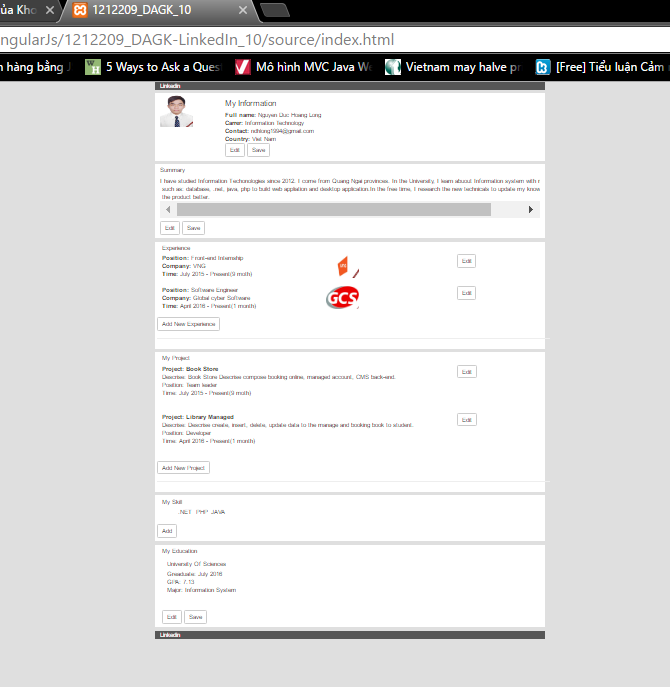 ủa Kho
1212209_DAGK_10
ngularJs/1212209_DAGK-LinkedIn_10/source/index.html
n hàng bằng J
5 Ways to Ask a Ques
Mô hình MVC Java We
Vietnam may halve pr
[Free] Tiểu luận Cảm
LinkedIn
My Information
Full name: Nguyen Duc Hoang Long
Carrer: Information Technology
Contact: ndhlong1994@gmail.com
Country: Viet Nam
Edit Save
Summary
I have studied Information Techonologies since 2012. I come from Quang Ngai provinces. In the University, I learn abount Information system with
such as: database, .net, java, php to build web appliation and desktop application.In the free time, I research the new technicals to update my know
the product better.
Edit Save
Experience
Position: Front-end Internship
Company: VNG
Time: July 2015 - Present(9 moth)
Edit
Position: Software Engineer
Company: Global cyber Software
Time: April 2016 - Present(1 month)
GCS
Edit
Add New Experience
My Project
Project: Book Store
Describe: Book Store Describe compose booking online, managed account, CMS back-end.
Position: Team leader
Time: July 2015 - Present(9 moth)
Edit
Project: Library Managed
Describe: Describe create, insert, delete, update data to the manage and booking book to student.
Position: Developer
Time: April 2016 - Present(1 month)
Edit
Add New Project
My Skill
.NET PHP JAVA
Add
My Education
University Of Sciences
Greaduate: July 2016
GPA: 7.13
Major: Information System
Edit Save
LinkedIn